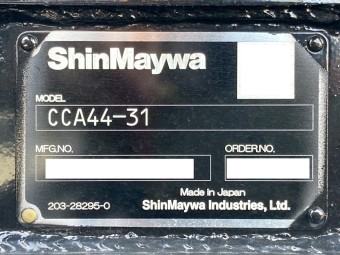 ShinMaywa
MODEL
CCA44-31
MFG.NO. ORDER.NO.
Made in Japan
203-28295-0 ShinMaywa Industries, Ltd.